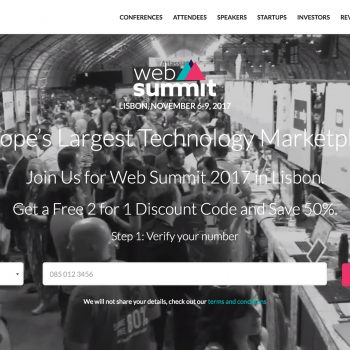 CONFERENCES ATTENDEES SPEAKERS STARTUPS INVESTORS RE
web
summit
LISBON, NOVEMBER 6-9, 2017
ope's Largest Technology Marketpl
Join Us for Web Summit 2017 in Lisbon.
Get a Free 2 for 1 Discount Code and Save 50%.
Step 1: Verify your number
085 012 3456
We will not share your details, check out our terms and conditions